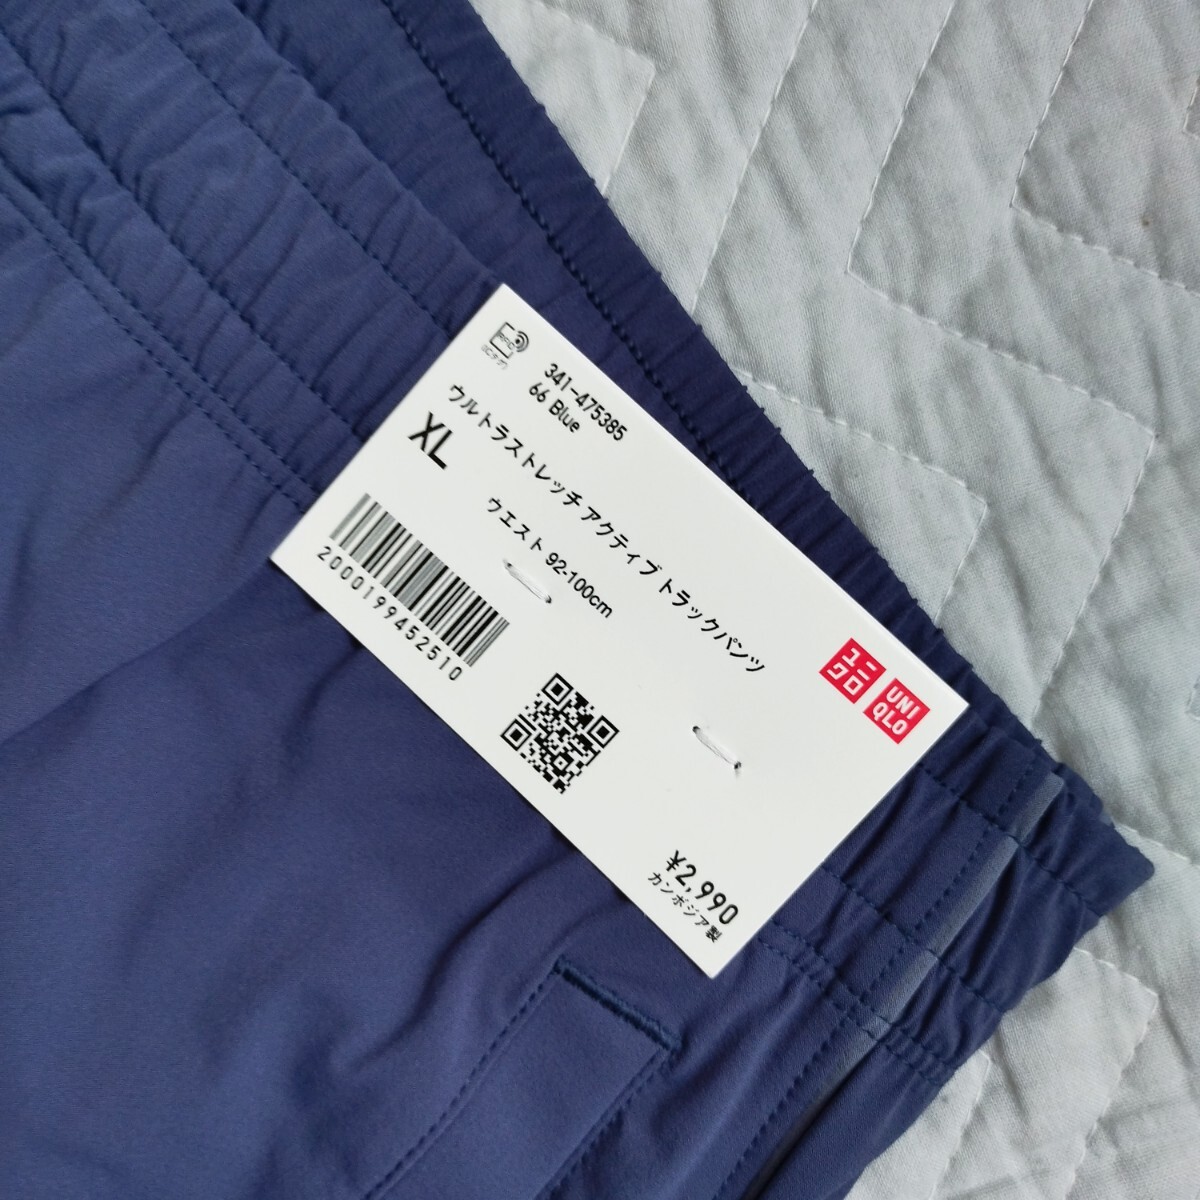 341-475385
66 Blue
ウルトラストレッチアクティブトラックパンツ
XL
ウエスト 92-100cm
2000199452510
ユニ
クロ
UNI
QLO
¥2,990
カンボジア製